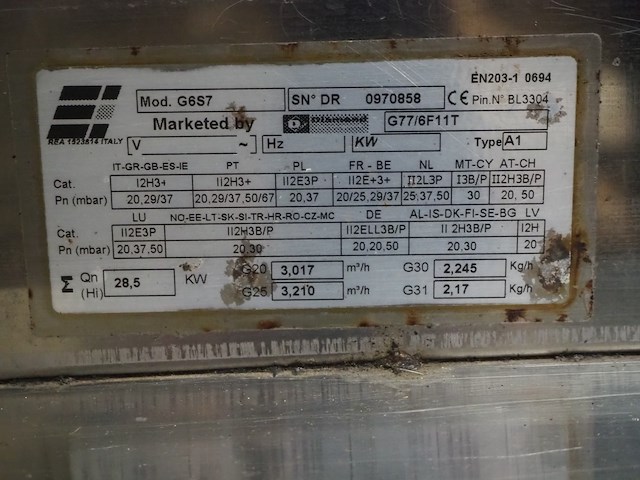 EN203-1 0694
Mod. G6S7 SN° DR 0970858 CE Pin.N° BL3304
REA 1523614 ITALY
Marketed by Diamond G77/6F11T
V ~ Hz KW Type A1
IT-GR-GB-ES-IE PT PL FR - BE NL MT-CY AT-CH
Cat. I2H3+ II2H3+ II2E3P II2E+3+ II2L3P I3B/P II2H3B/P
Pn (mbar) 20,29/37 20,29/37,50/67 20,37 20/25,29/37 25,37,50 30 20, 50
LU NO-EE-LT-SK-SI-TR-HR-RO-CZ-MC DE AL-IS-DK-FI-SE-BG LV
Cat. II2E3P II2H3B/P II2ELL3B/P II 2H3B/P I2H
Pn (mbar) 20,37,50 20,30 20,20,50 20,30 20
Σ Qn (Hi) 28,5 KW
G20 3,017 m³/h G30 2,245 Kg/h
G25 3,210 m³/h G31 2,17 Kg/h